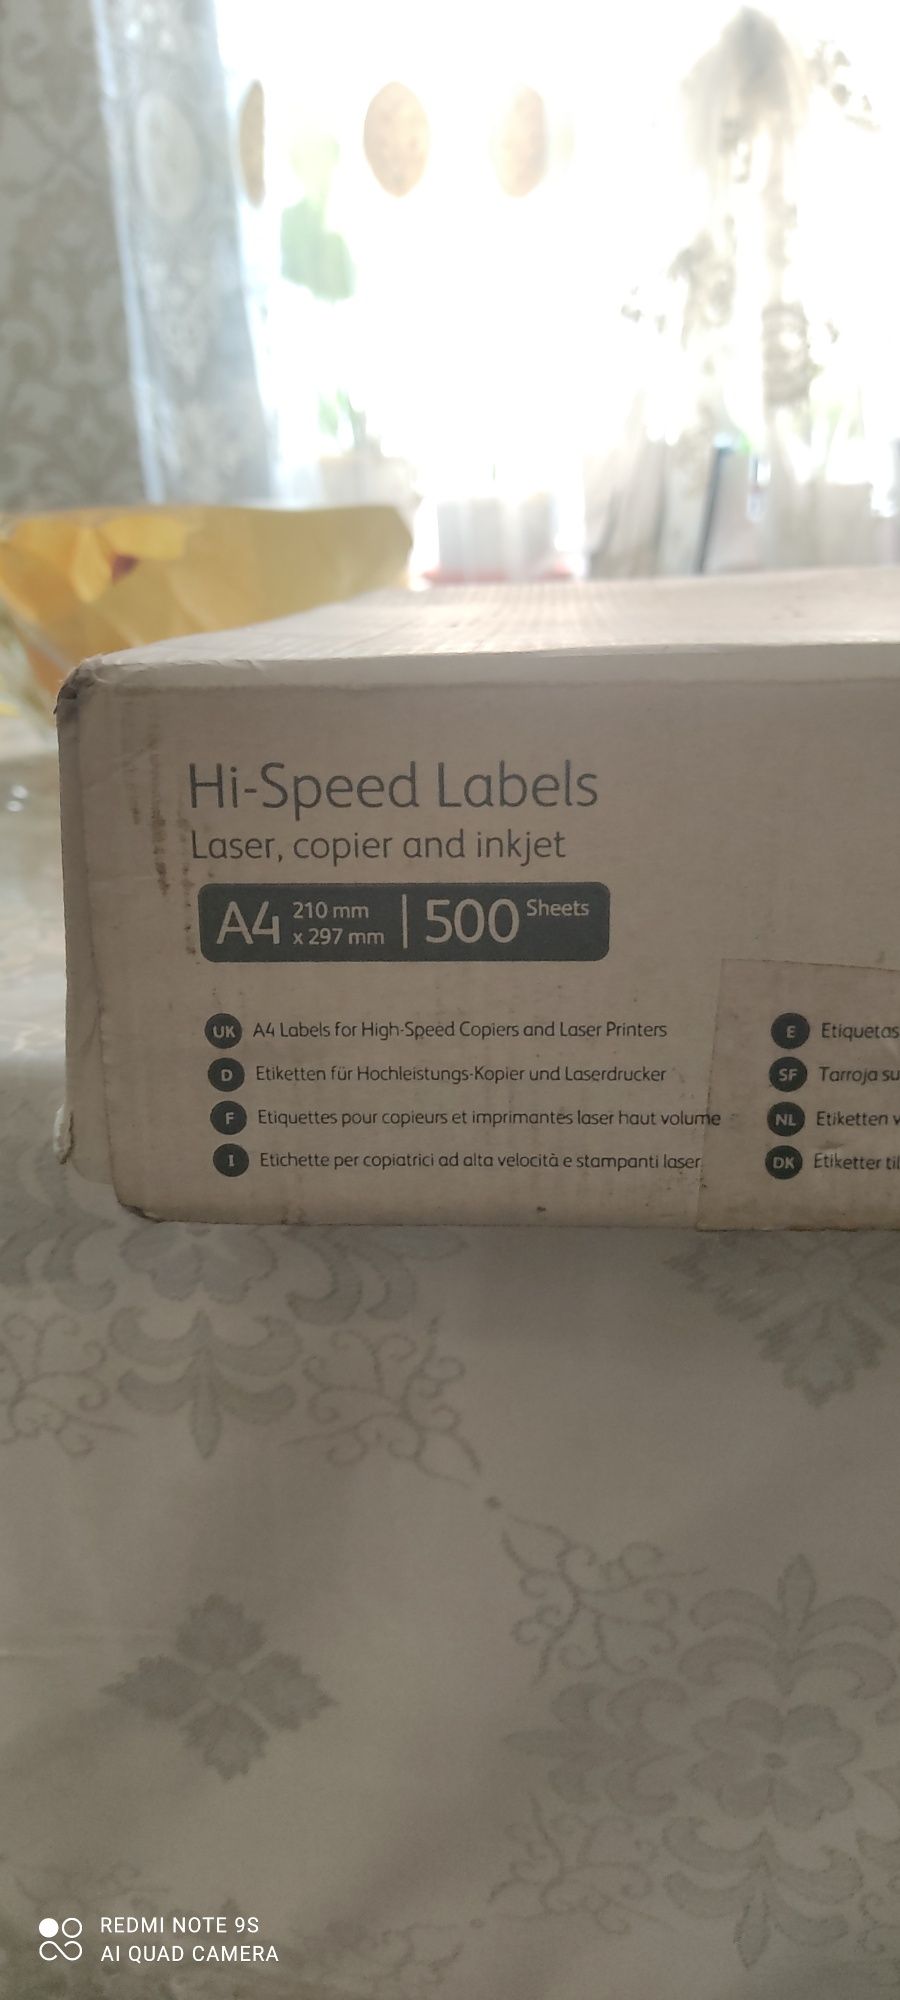 Hi-Speed Labels
Laser, copier and inkjet
A4 210 mm x 297 mm | 500 Sheets
UK A4 Labels for High-Speed Copiers and Laser Printers
D Etiketten für Hochleistungs-Kopier und Laserdrucker
F Etiquettes pour copieurs et imprimantes laser haut volume
I Etichette per copiatrici ad alta velocità e stampanti laser
E Etiquetas
SF Tarroja su
NL Etiketten v
DK Etiketter til
REDMI NOTE 9S
AI QUAD CAMERA